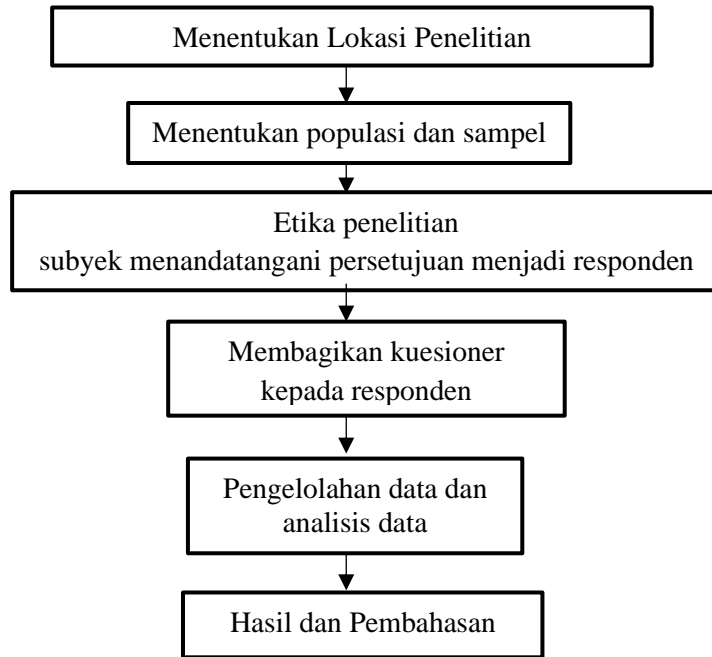 Menentukan Lokasi Penelitian
Menentukan populasi dan sampel
Etika penelitian
subyek menandatangani persetujuan menjadi responden
Membagikan kuesioner
kepada responden
Pengelolahan data dan
analisis data
Hasil dan Pembahasan